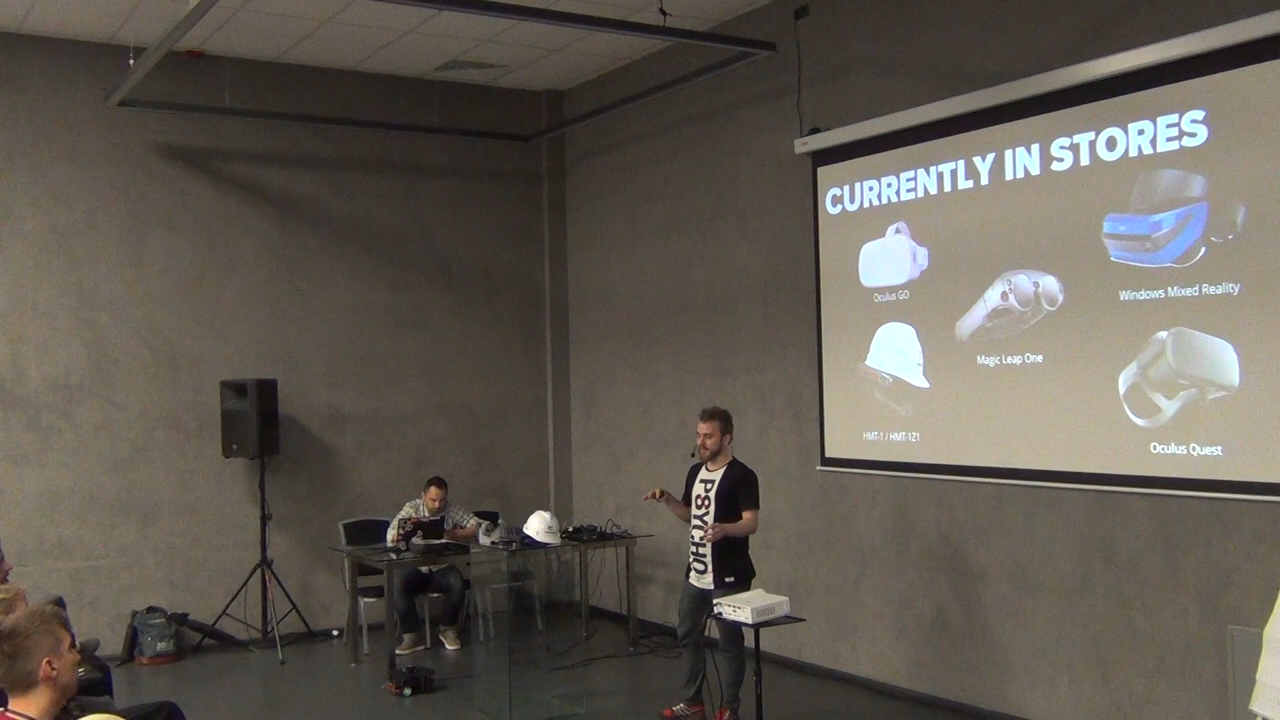 CURRENTLY IN STORES
Oculus GO
Windows Mixed Reality
Magic Leap One
HMT-1 / HMT-1Z1
Oculus Quest
PSYCHO